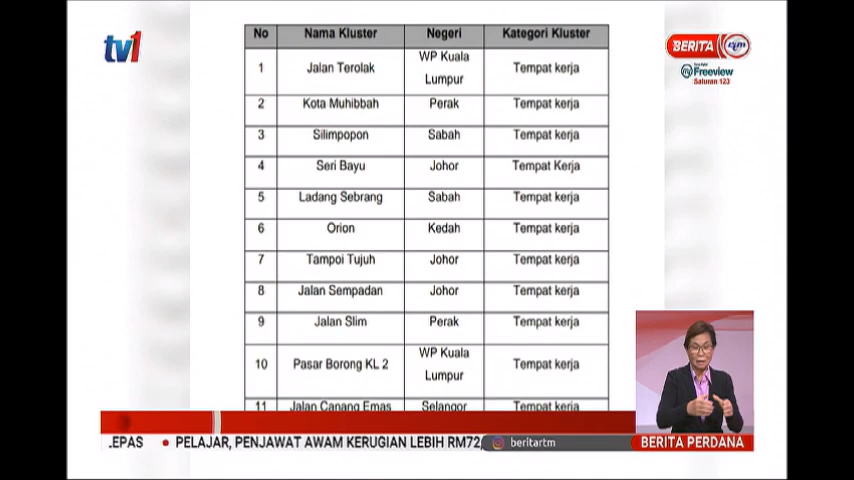 tv1
BERITA rtm
Freeview
Saluran 123
No Nama Kluster Negeri Kategori Kluster
1 Jalan Terolak WP Kuala Lumpur Tempat kerja
2 Kota Muhibbah Perak Tempat kerja
3 Silimpopon Sabah Tempat kerja
4 Seri Bayu Johor Tempat Kerja
5 Ladang Sebrang Sabah Tempat kerja
6 Orion Kedah Tempat kerja
7 Tampoi Tujuh Johor Tempat kerja
8 Jalan Sempadan Johor Tempat kerja
9 Jalan Slim Perak Tempat kerja
10 Pasar Borong KL 2 WP Kuala Lumpur Tempat kerja
11 Jalan Canang Emas Selangor Tempat kerja
.EPAS • PELAJAR, PENJAWAT AWAM KERUGIAN LEBIH RM72, beritartm BERITA PERDANA